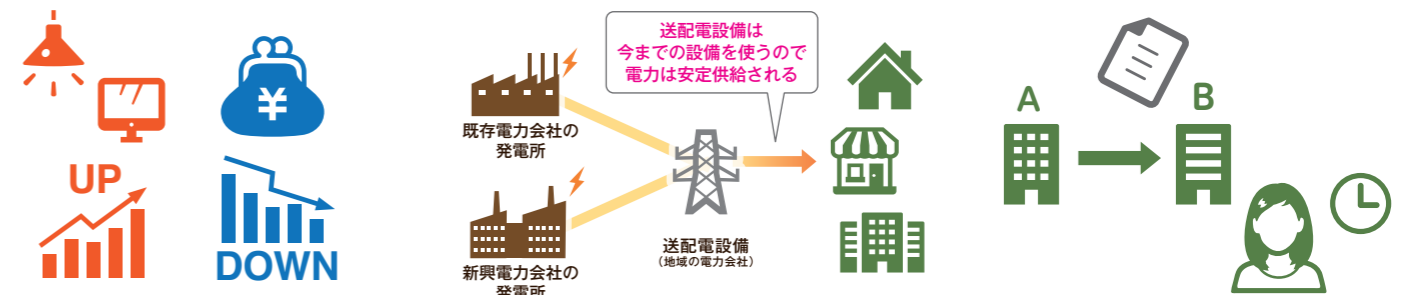 UP
¥
DOWN
送配電設備は
今までの設備を使うので
電力は安定供給される
既存電力会社の
発電所
新興電力会社の
発電所
送配電設備
（地域の電力会社）
A
B